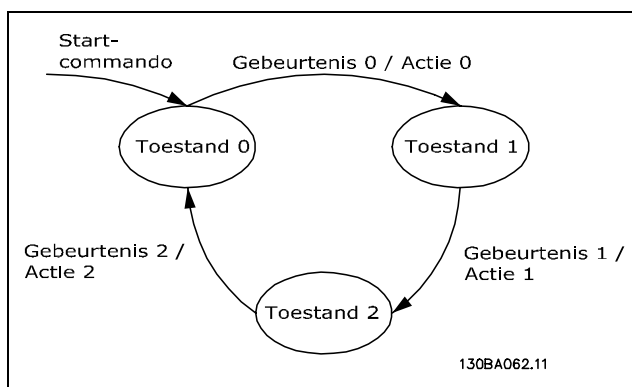 Start-
commando
Gebeurtenis 0 / Actie 0
Toestand 0
Toestand 1
Gebeurtenis 2 /
Actie 2
Gebeurtenis 1 /
Actie 1
Toestand 2
130BA062.11